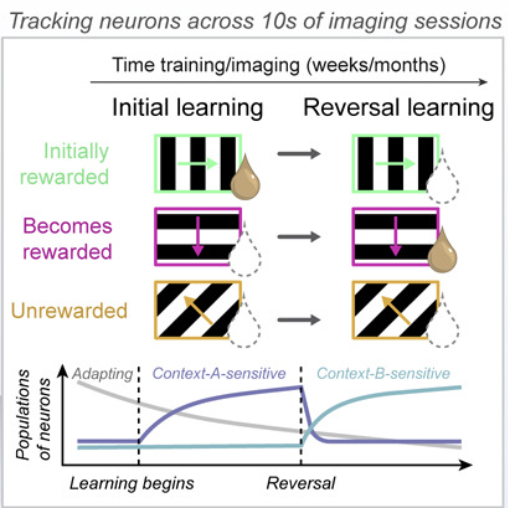 Tracking neurons across 10s of imaging sessions
Time training/imaging (weeks/months)
Initial learning
Reversal learning
Initially
rewarded
Becomes
rewarded
Unrewarded
Populations
of neurons
Adapting
Context-A-sensitive
Context-B-sensitive
Learning begins
Reversal